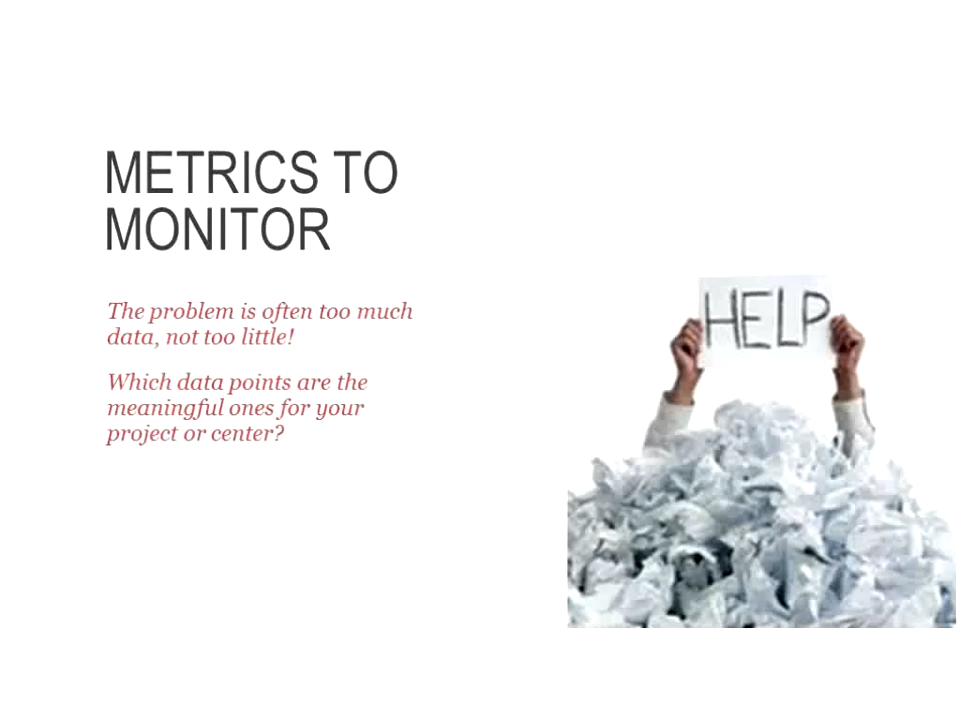 METRICS TO
MONITOR
The problem is often too much
data, not too little!
Which data points are the
meaningful ones for your
project or center?
HELP